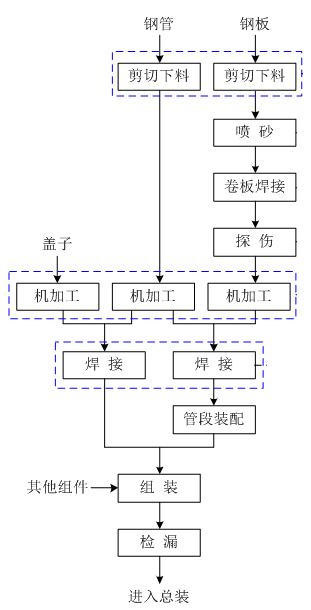 钢管 钢板
剪切下料 剪切下料
喷 砂
卷板焊接
盖子 探 伤
机加工 机加工 机加工
焊 接 焊 接
管段装配
其他组件 组 装
检 漏
进入总装